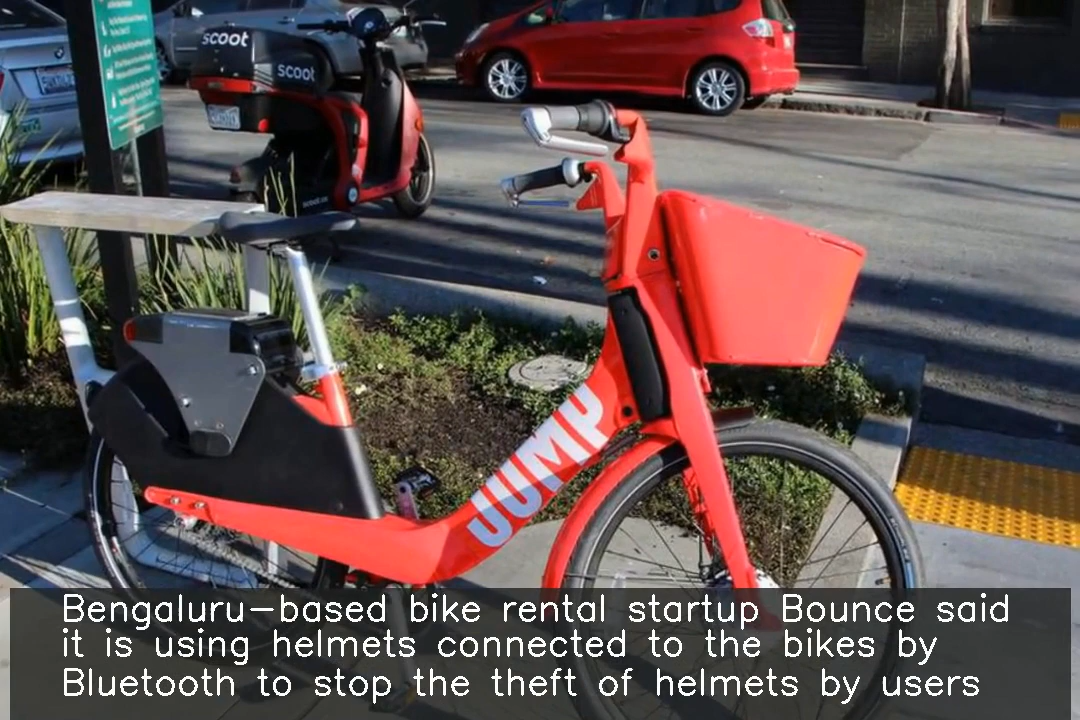 scoot
scoot
JUMP
Bengaluru-based bike rental startup Bounce said
it is using helmets connected to the bikes by
Bluetooth to stop the theft of helmets by users